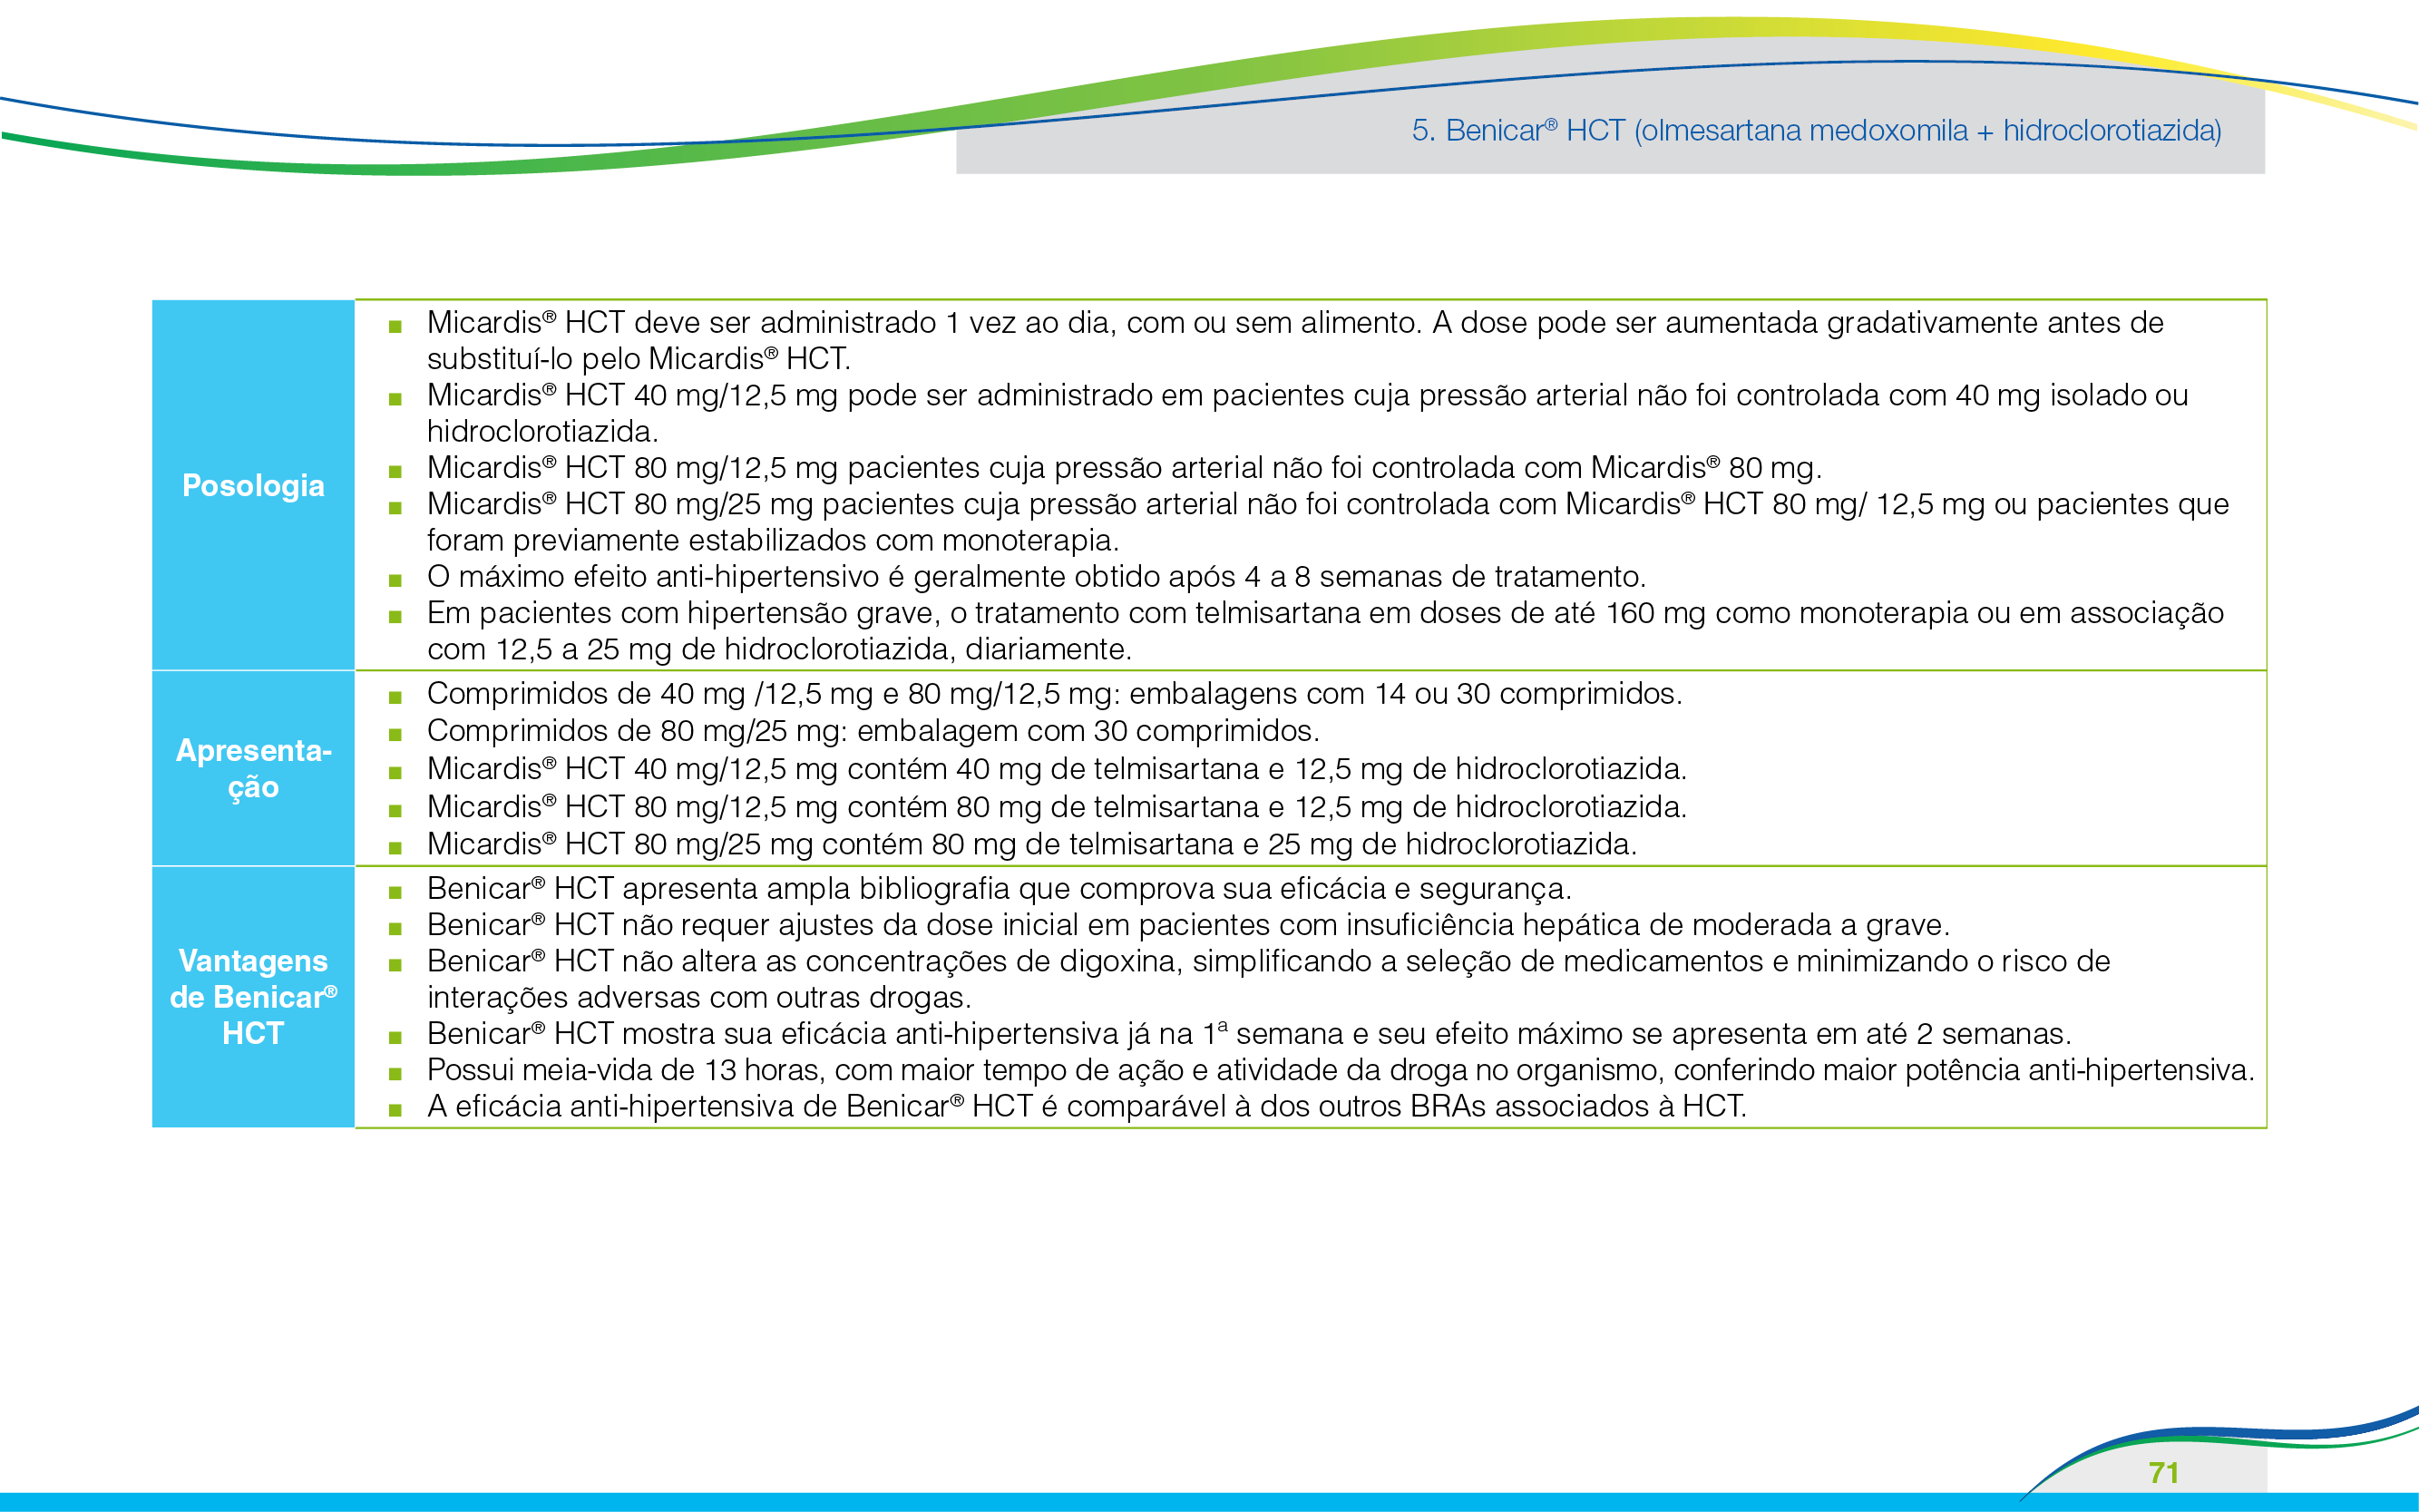 5. Benicar® HCT (olmesartana medoxomila + hidroclorotiazida)
Posologia
■ Micardis® HCT deve ser administrado 1 vez ao dia, com ou sem alimento. A dose pode ser aumentada gradativamente antes de
substituí-lo pelo Micardis® HCT.
■ Micardis® HCT 40 mg/12,5 mg pode ser administrado em pacientes cuja pressão arterial não foi controlada com 40 mg isolado ou
hidroclorotiazida.
■ Micardis® HCT 80 mg/12,5 mg pacientes cuja pressão arterial não foi controlada com Micardis® 80 mg.
■ Micardis® HCT 80 mg/25 mg pacientes cuja pressão arterial não foi controlada com Micardis® HCT 80 mg/ 12,5 mg ou pacientes que
foram previamente estabilizados com monoterapia.
■ O máximo efeito anti-hipertensivo é geralmente obtido após 4 a 8 semanas de tratamento.
■ Em pacientes com hipertensão grave, o tratamento com telmisartana em doses de até 160 mg como monoterapia ou em associação
com 12,5 a 25 mg de hidroclorotiazida, diariamente.
Apresenta-
ção
■ Comprimidos de 40 mg /12,5 mg e 80 mg/12,5 mg: embalagens com 14 ou 30 comprimidos.
■ Comprimidos de 80 mg/25 mg: embalagem com 30 comprimidos.
■ Micardis® HCT 40 mg/12,5 mg contém 40 mg de telmisartana e 12,5 mg de hidroclorotiazida.
■ Micardis® HCT 80 mg/12,5 mg contém 80 mg de telmisartana e 12,5 mg de hidroclorotiazida.
■ Micardis® HCT 80 mg/25 mg contém 80 mg de telmisartana e 25 mg de hidroclorotiazida.
Vantagens
de Benicar®
HCT
■ Benicar® HCT apresenta ampla bibliografia que comprova sua eficácia e segurança.
■ Benicar® HCT não requer ajustes da dose inicial em pacientes com insuficiência hepática de moderada a grave.
■ Benicar® HCT não altera as concentrações de digoxina, simplificando a seleção de medicamentos e minimizando o risco de
interações adversas com outras drogas.
■ Benicar® HCT mostra sua eficácia anti-hipertensiva já na 1ª semana e seu efeito máximo se apresenta em até 2 semanas.
■ Possui meia-vida de 13 horas, com maior tempo de ação e atividade da droga no organismo, conferindo maior potência anti-hipertensiva.
■ A eficácia anti-hipertensiva de Benicar® HCT é comparável à dos outros BRAs associados à HCT.
71